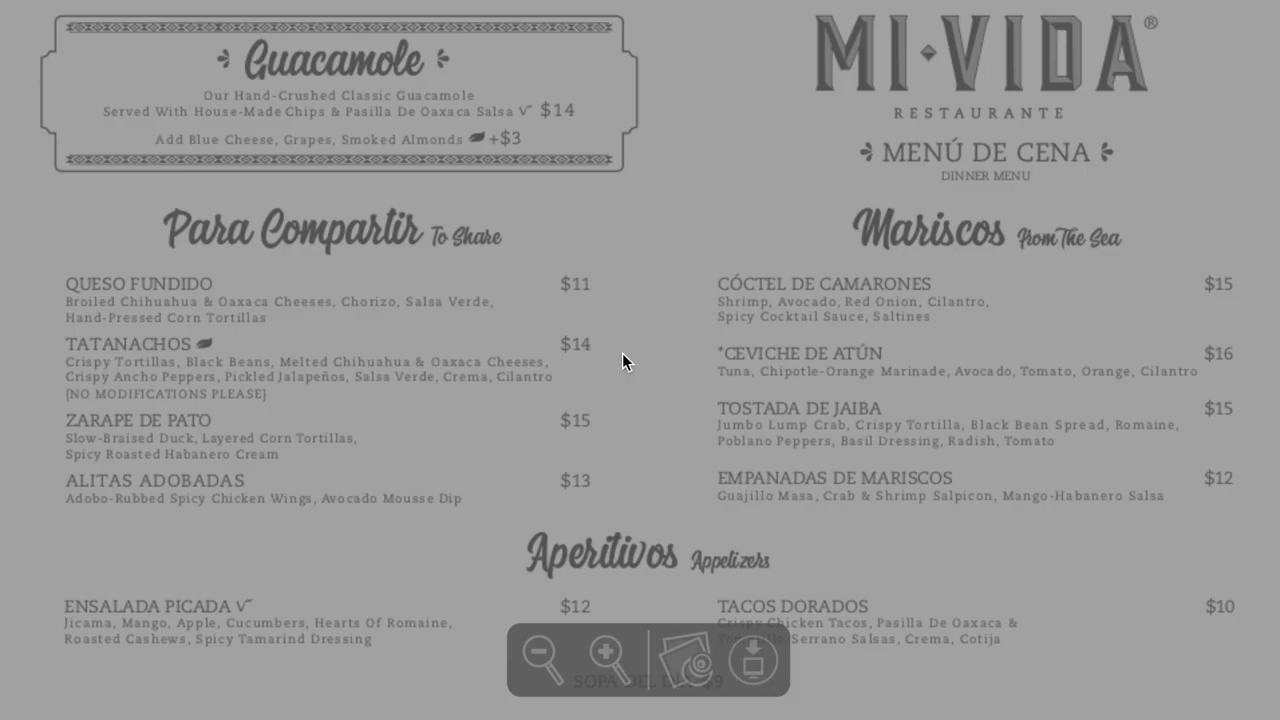 Guacamole
Our Hand-Crushed Classic Guacamole
Served With House-Made Chips & Pasilla De Oaxaca Salsa V̆ $14
Add Blue Cheese, Grapes, Smoked Almonds +$3
MI·VIDA®
RESTAURANTE
MENÚ DE CENA
DINNER MENU
Para Compartir To Share
QUESO FUNDIDO $11
Broiled Chihuahua & Oaxaca Cheeses, Chorizo, Salsa Verde,
Hand-Pressed Corn Tortillas
TATANACHOS $14
Crispy Tortillas, Black Beans, Melted Chihuahua & Oaxaca Cheeses,
Crispy Ancho Peppers, Pickled Jalapeños, Salsa Verde, Crema, Cilantro
(NO MODIFICATIONS PLEASE)
ZARAPE DE PATO $15
Slow-Braised Duck, Layered Corn Tortillas,
Spicy Roasted Habanero Cream
ALITAS ADOBADAS $13
Adobo-Rubbed Spicy Chicken Wings, Avocado Mousse Dip
Mariscos From The Sea
CÓCTEL DE CAMARONES $15
Shrimp, Avocado, Red Onion, Cilantro,
Spicy Cocktail Sauce, Saltines
*CEVICHE DE ATÚN $16
Tuna, Chipotle-Orange Marinade, Avocado, Tomato, Orange, Cilantro
TOSTADA DE JAIBA $15
Jumbo Lump Crab, Crispy Tortilla, Black Bean Spread, Romaine,
Poblano Peppers, Basil Dressing, Radish, Tomato
EMPANADAS DE MARISCOS $12
Guajillo Masa, Crab & Shrimp Salpicon, Mango-Habanero Salsa
Aperitivos Appetizers
ENSALADA PICADA V̆ $12
Jicama, Mango, Apple, Cucumbers, Hearts Of Romaine,
Roasted Cashews, Spicy Tamarind Dressing
TACOS DORADOS $10
Crispy Chicken Tacos, Pasilla De Oaxaca &
Serrano Salsas, Crema, Cotija
SOPA DEL DÍA $9